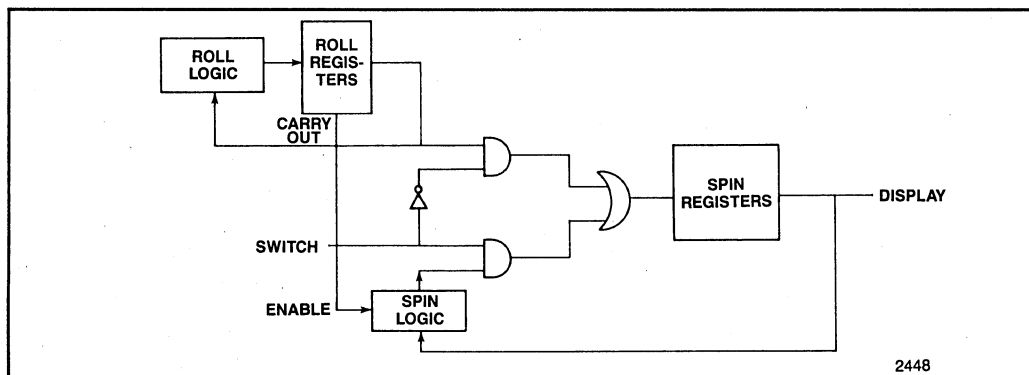 ROLL
LOGIC
ROLL
REGIS-
TERS
CARRY
OUT
SPIN
REGISTERS
DISPLAY
SWITCH
ENABLE
SPIN
LOGIC
2448